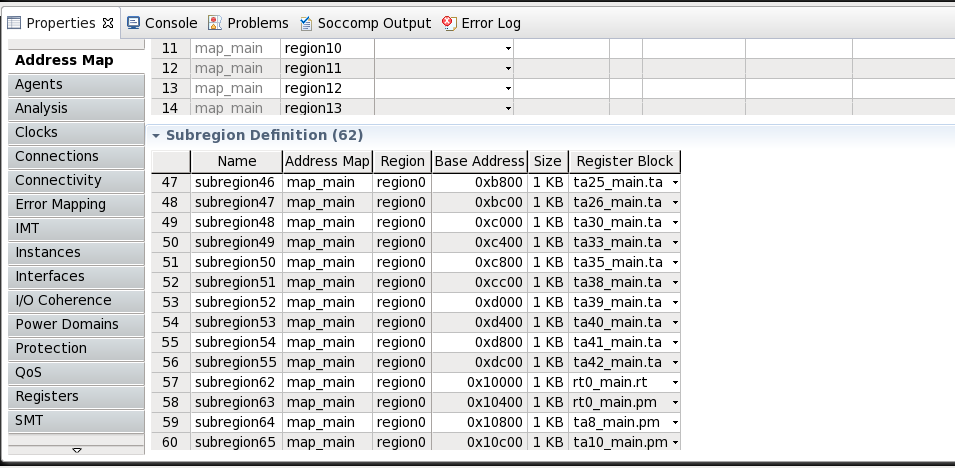 Properties Console Problems Soccomp Output Error Log
Address Map
Agents
Analysis
Clocks
Connections
Connectivity
Error Mapping
IMT
Instances
Interfaces
I/O Coherence
Power Domains
Protection
QoS
Registers
SMT
11 map_main region10
12 map_main region11
13 map_main region12
14 map_main region13
Subregion Definition (62)
Name Address Map Region Base Address Size Register Block
47 subregion46 map_main region0 0xb800 1 KB ta25_main.ta
48 subregion47 map_main region0 0xbc00 1 KB ta26_main.ta
49 subregion48 map_main region0 0xc000 1 KB ta30_main.ta
50 subregion49 map_main region0 0xc400 1 KB ta33_main.ta
51 subregion50 map_main region0 0xc800 1 KB ta35_main.ta
52 subregion51 map_main region0 0xcc00 1 KB ta38_main.ta
53 subregion52 map_main region0 0xd000 1 KB ta39_main.ta
54 subregion53 map_main region0 0xd400 1 KB ta40_main.ta
55 subregion54 map_main region0 0xd800 1 KB ta41_main.ta
56 subregion55 map_main region0 0xdc00 1 KB ta42_main.ta
57 subregion62 map_main region0 0x10000 1 KB rt0_main.rt
58 subregion63 map_main region0 0x10400 1 KB rt0_main.pm
59 subregion64 map_main region0 0x10800 1 KB ta8_main.pm
60 subregion65 map_main region0 0x10c00 1 KB ta10_main.pm